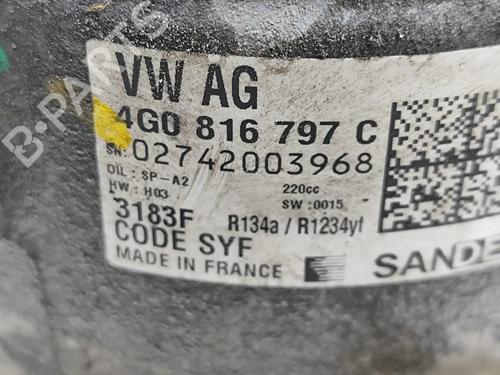 VW AG
4G0 816 797 C
SN: 02742003968
OIL : SP-A2
220cc
HW : H03
SW :0015
3183F
R134a / R1234yf
CODE SYF
MADE IN FRANCE
SANDE
B-PARTS